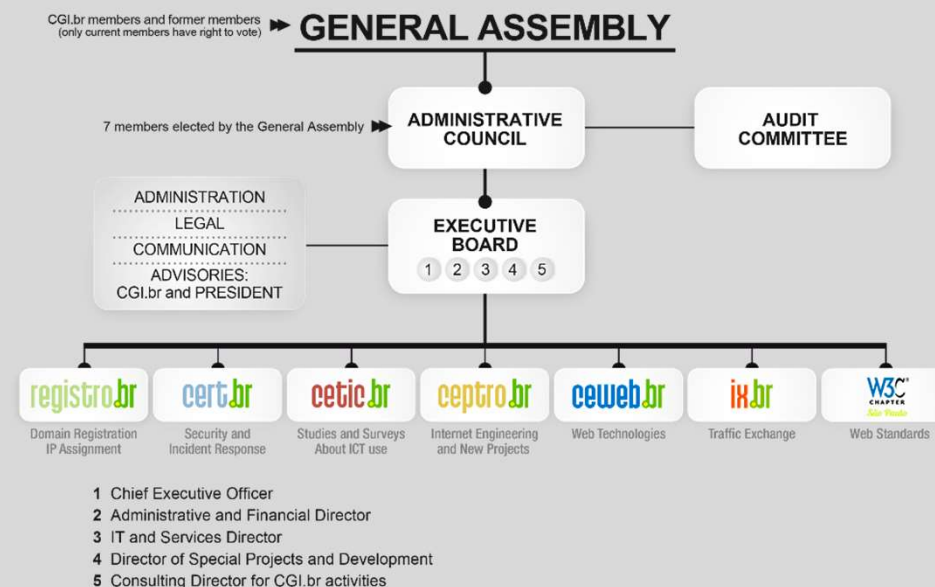 CGI.br members and former members
(only current members have right to vote)
GENERAL ASSEMBLY
7 members elected by the General Assembly
ADMINISTRATIVE
COUNCIL
AUDIT
COMMITTEE
ADMINISTRATION
LEGAL
COMMUNICATION
ADVISORIES:
CGI.br and PRESIDENT
EXECUTIVE
BOARD
1 2 3 4 5
registro.br
cert.br
cetic.br
ceptro.br
ceweb.br
ix.br
W3C
CHAPTER
São Paulo
Domain Registration
IP Assignment
Security and
Incident Response
Studies and Surveys
About ICT use
Internet Engineering
and New Projects
Web Technologies
Traffic Exchange
Web Standards
1 Chief Executive Officer
2 Administrative and Financial Director
3 IT and Services Director
4 Director of Special Projects and Development
5 Consulting Director for CGI.br activities